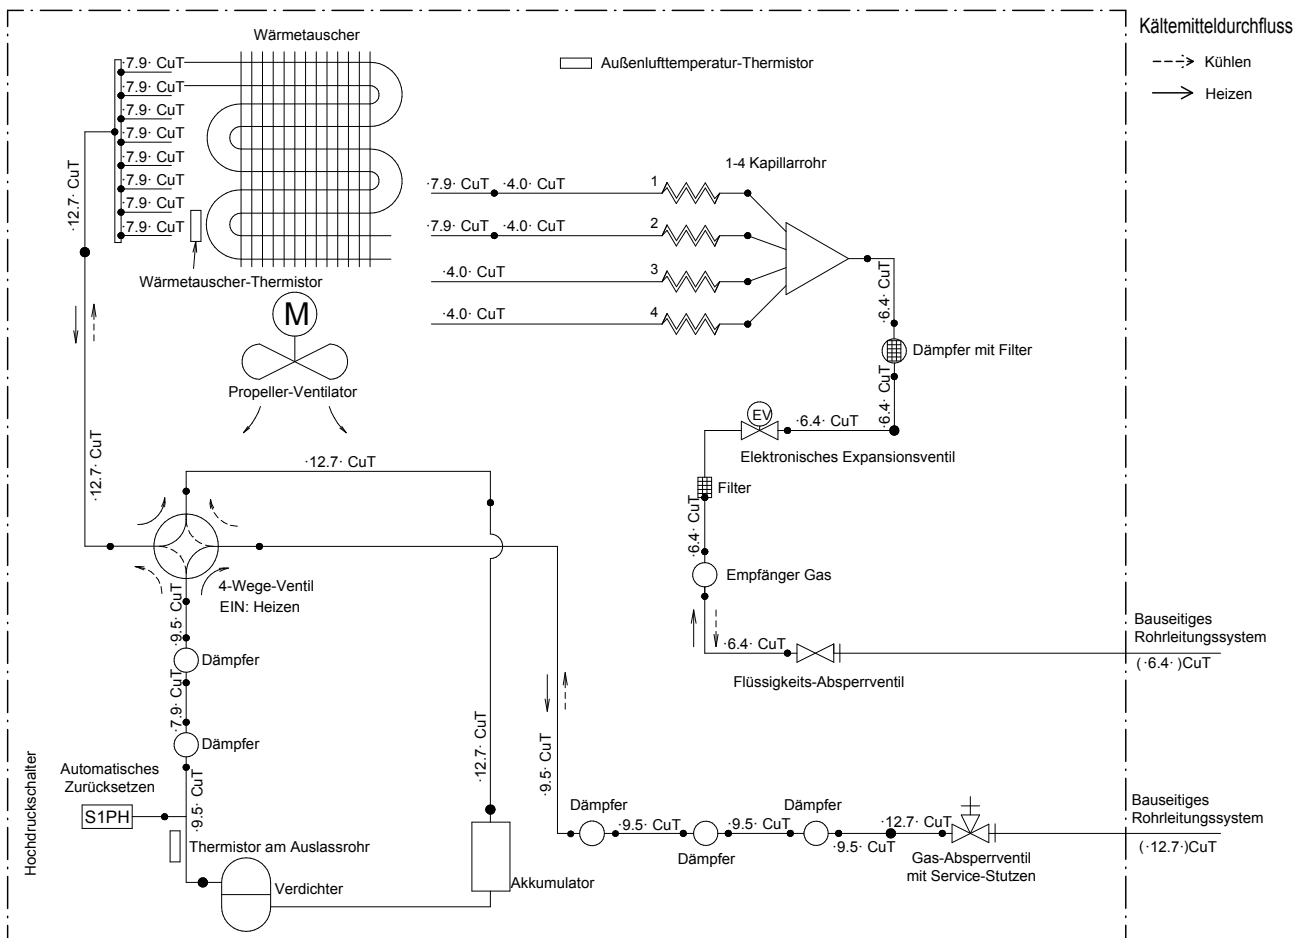 Wärmetauscher
Kältemitteldurchfluss
Kühlen
Heizen
Außenlufttemperatur-Thermistor
·7.9· CuT
·7.9· CuT
·7.9· CuT
·7.9· CuT
·7.9· CuT
·7.9· CuT
·7.9· CuT
·7.9· CuT
·12.7· CuT
Wärmetauscher-Thermistor
1-4 Kapillarrohr
·7.9· CuT ·4.0· CuT 1
·7.9· CuT ·4.0· CuT 2
·4.0· CuT 3
·4.0· CuT 4
·6.4· CuT
M
Propeller-Ventilator
Dämpfer mit Filter
·6.4· CuT
EV
·6.4· CuT
Elektronisches Expansionsventil
·12.7· CuT
·12.7· CuT
Filter
·6.4· CuT
4-Wege-Ventil
EIN: Heizen
Empfänger Gas
·9.5· CuT
Dämpfer
·7.9· CuT
Dämpfer
·6.4· CuT
Flüssigkeits-Absperrventil
Bauseitiges
Rohrleitungssystem
(·6.4· )CuT
Hochdruckschalter
Automatisches
Zurücksetzen
S1PH
·9.5· CuT
Thermistor am Auslassrohr
Verdichter
·12.7· CuT
Akkumulator
·9.5· CuT
Dämpfer
·9.5· CuT
Dämpfer
·9.5· CuT
Dämpfer
·12.7· CuT
·9.5· CuT
Gas-Absperrventil
mit Service-Stutzen
Bauseitiges
Rohrleitungssystem
(·12.7·)CuT